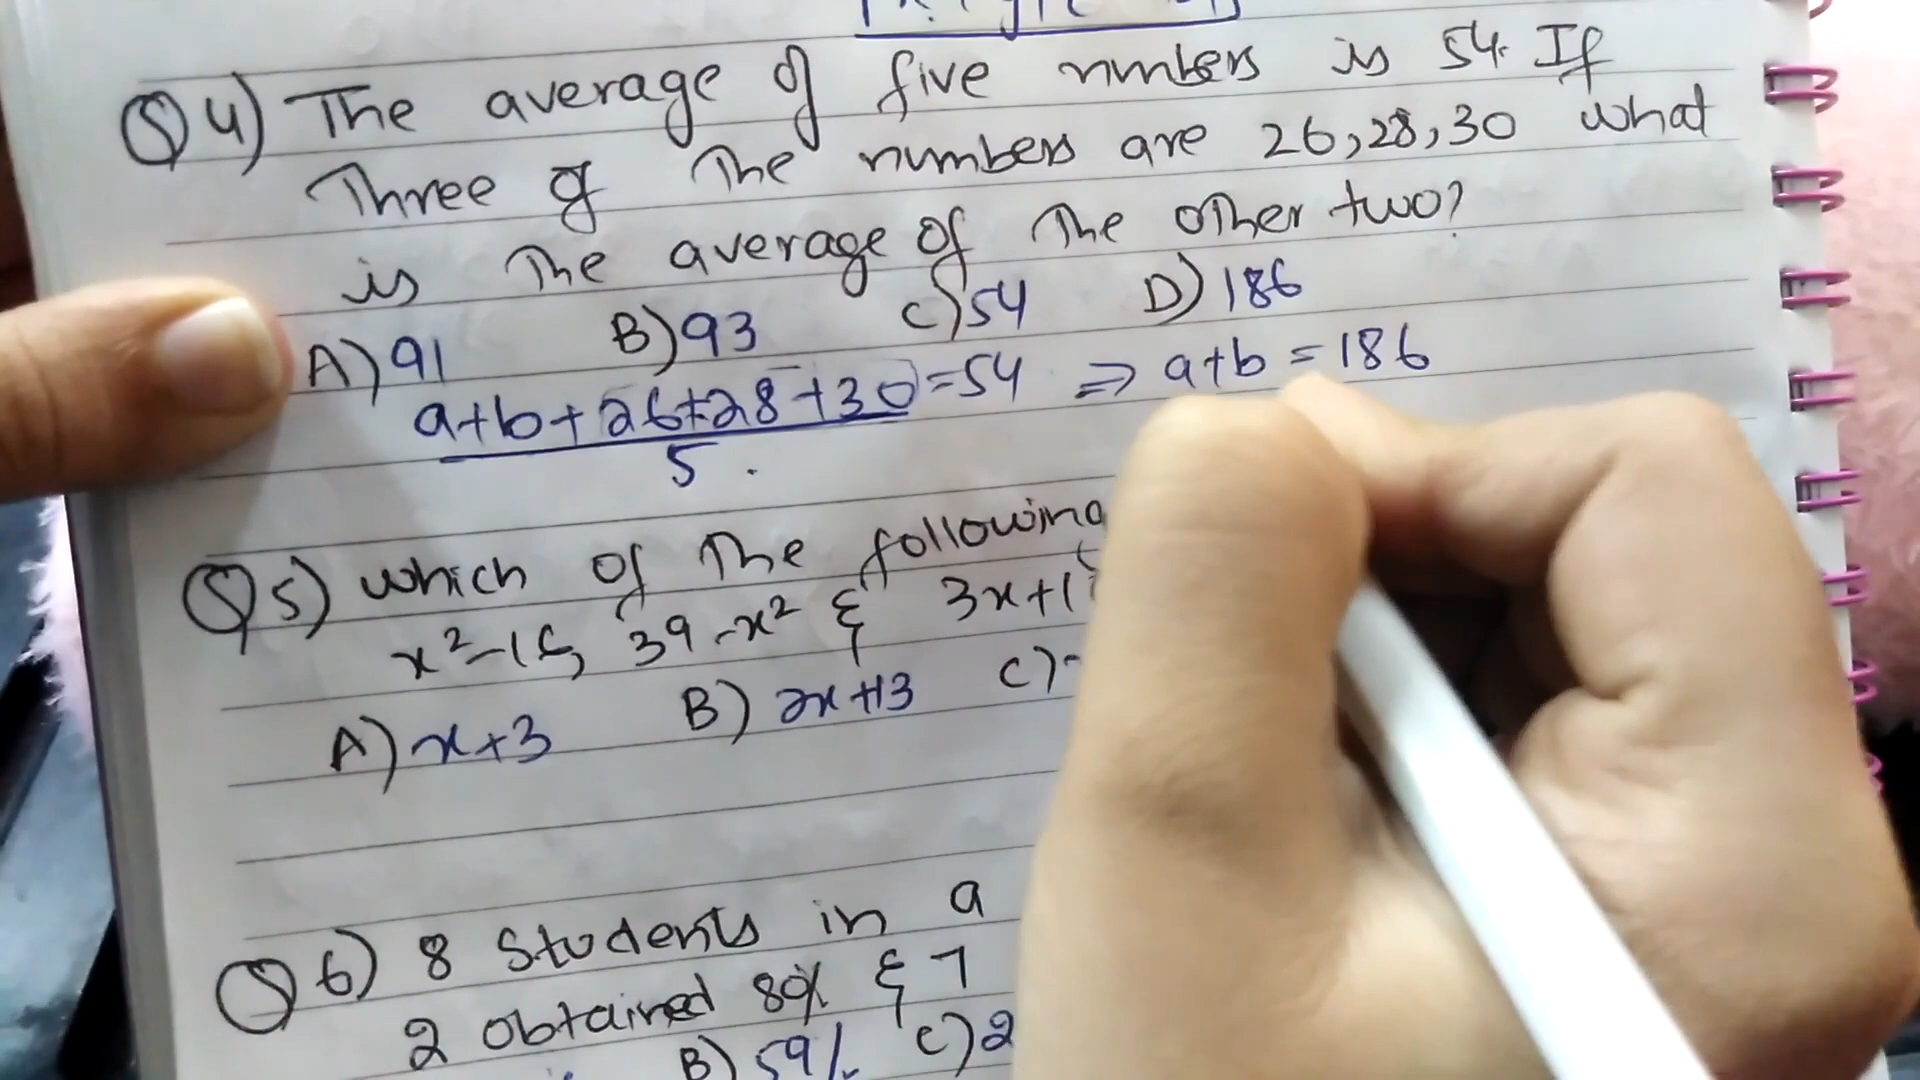 Q4) The average of five numbers is 54. If
Three of The numbers are 26,28,30 what
is The average of The other two?
A) 91 B) 93 C) 54 D) 186
a+b+26+28+30 = 54 ⇒ a+b = 186
5
Q5) which of The following
x²-15, 39-x² & 3x+1
A) x+3 B) 2x+13 C)
Q6) 8 Students in a
2 obtained 80% & 7
B) 59% C) 2